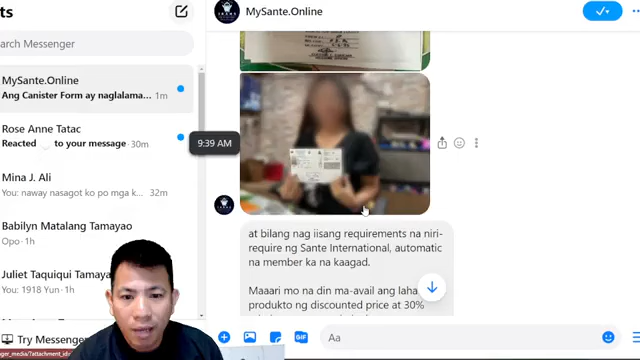 ts
MySante.Online
arch Messenger
MySante.Online
Ang Canister Form ay naglalama... 1m
Rose Anne Tatac
Reacted to your message · 30m
9:39 AM
Mina J. Ali
You: naway nasagot ko po mga k... 32m
Babilyn Matalang Tamayao
Opo · 1h
Juliet Taquiqui Tamaya
You: 1918 Yun · 1h
at bilang nag iisang requirements na niri-
require ng Sante International, automatic
na member ka na kaagad.
Maaari mo na din ma-avail ang laha
produkto ng discounted price at 30%
Try Messenger
GIF
Aa